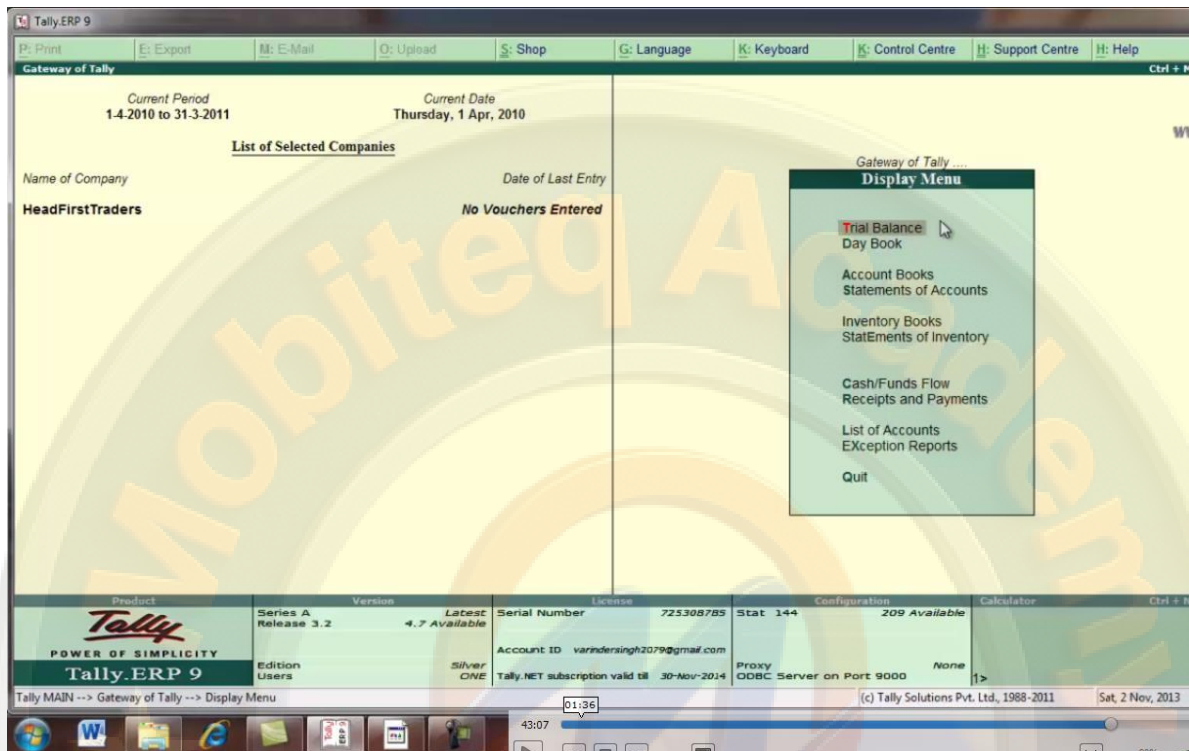 Tally.ERP 9
P: Print E: Export M: E-Mail O: Upload S: Shop G: Language K: Keyboard K: Control Centre H: Support Centre H: Help
Gateway of Tally Ctrl + M
Current Period Current Date
1-4-2010 to 31-3-2011 Thursday, 1 Apr, 2010
List of Selected Companies
Name of Company Date of Last Entry
HeadFirstTraders No Vouchers Entered
Gateway of Tally ....
Display Menu
Trial Balance
Day Book
Account Books
Statements of Accounts
Inventory Books
StatEments of Inventory
Cash/Funds Flow
Receipts and Payments
List of Accounts
EXception Reports
Quit
Mobiteq Academy
Product Version License Configuration Calculator Ctrl + N
Tally
POWER OF SIMPLICITY
Tally.ERP 9
Series A Latest
Release 3.2 4.7 Available
Edition Silver
Users ONE
Serial Number 725308785
Account ID varindersingh2079@gmail.com
Tally.NET subscription valid till 30-Nov-2014
Stat 144 209 Available
Proxy None
ODBC Server on Port 9000
1>
Tally MAIN --> Gateway of Tally --> Display Menu (c) Tally Solutions Pvt. Ltd., 1988-2011 Sat, 2 Nov, 2013
01:36
43:07